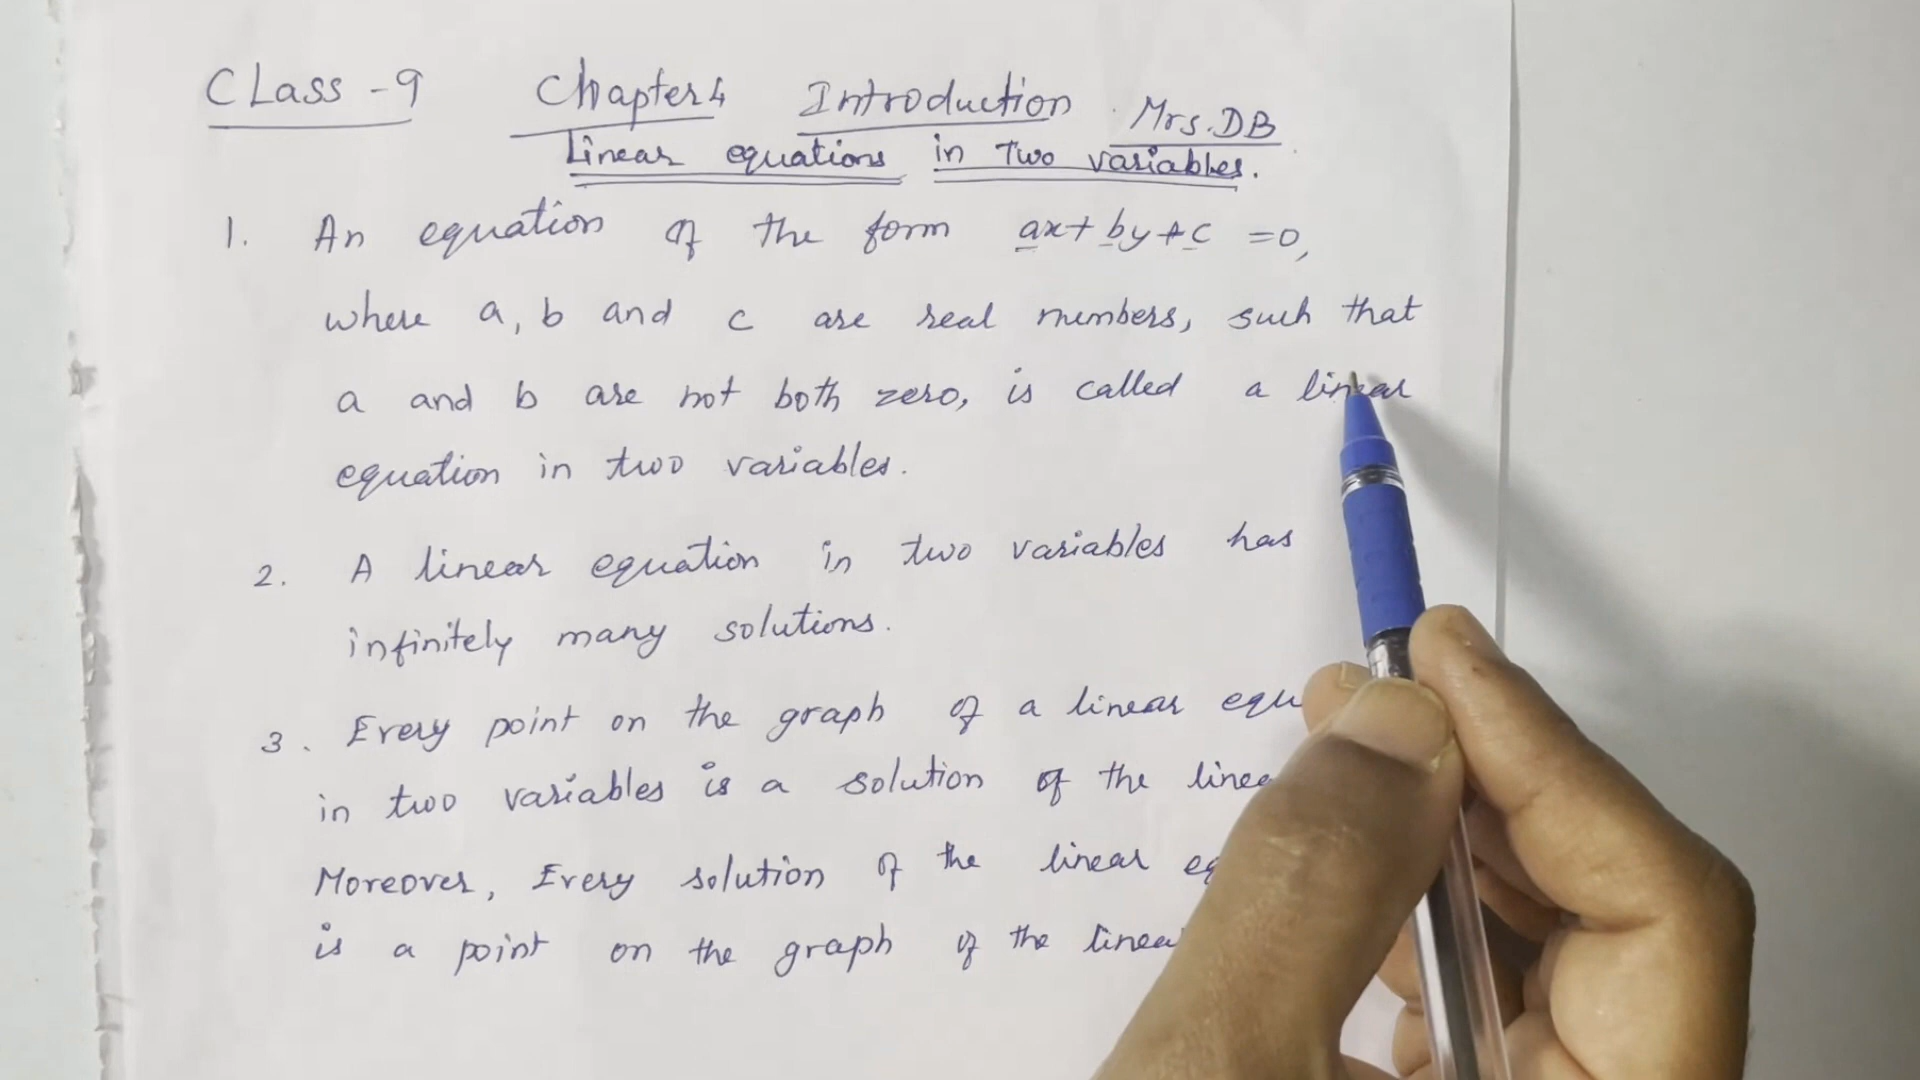 Class - 9 Chapter 4 Introduction Mrs. DB
Linear equations in Two variables.
1. An equation of the form ax + by + c = 0,
where a, b and c are real numbers, such that
a and b are not both zero, is called a linear
equation in two variables.
2. A linear equation in two variables has
infinitely many solutions.
3. Every point on the graph of a linear equ
in two variables is a solution of the linea
Moreover, Every solution of the linear eq
is a point on the graph of the linea